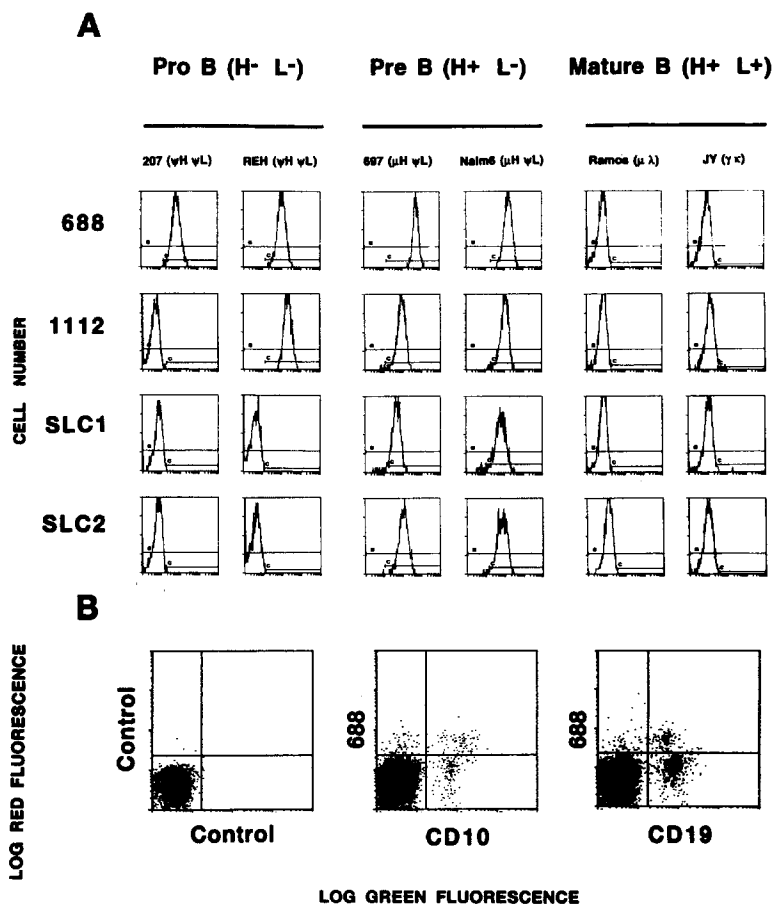 A
Pro B (H- L-) Pre B (H+ L-) Mature B (H+ L+)
207 (ψH ψL) REH (ψH ψL) 697 (μH ψL) Nalm6 (μH ψL) Ramos (μ λ) JY (γ κ)
688
1112
SLC1
SLC2
CELL NUMBER
B
LOG RED FLUORESCENCE
Control 688 688
Control CD10 CD19
LOG GREEN FLUORESCENCE